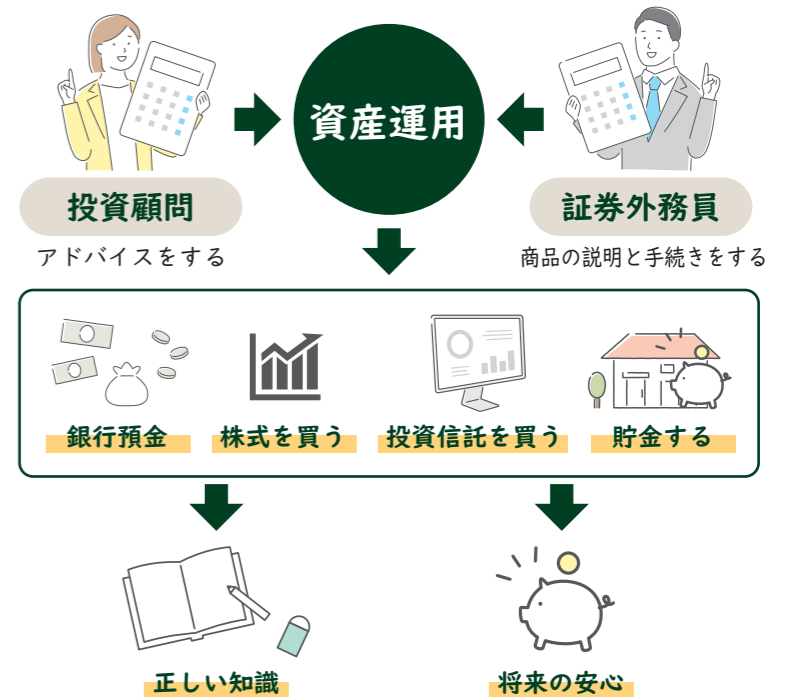 資産運用
投資顧問
アドバイスをする
証券外務員
商品の説明と手続きをする
銀行預金
株式を買う
投資信託を買う
貯金する
正しい知識
将来の安心